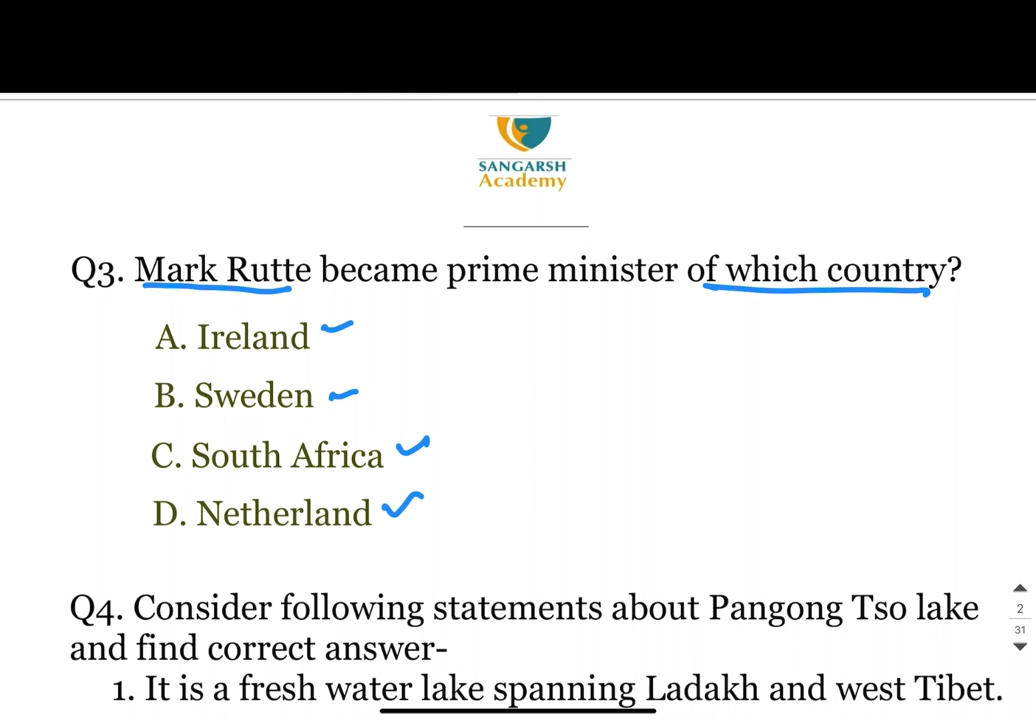 SANGARSH
Academy
Q3. Mark Rutte became prime minister of which country?
A. Ireland
B. Sweden
C. South Africa
D. Netherland
Q4. Consider following statements about Pangong Tso lake
and find correct answer-
1. It is a fresh water lake spanning Ladakh and west Tibet.
2
31